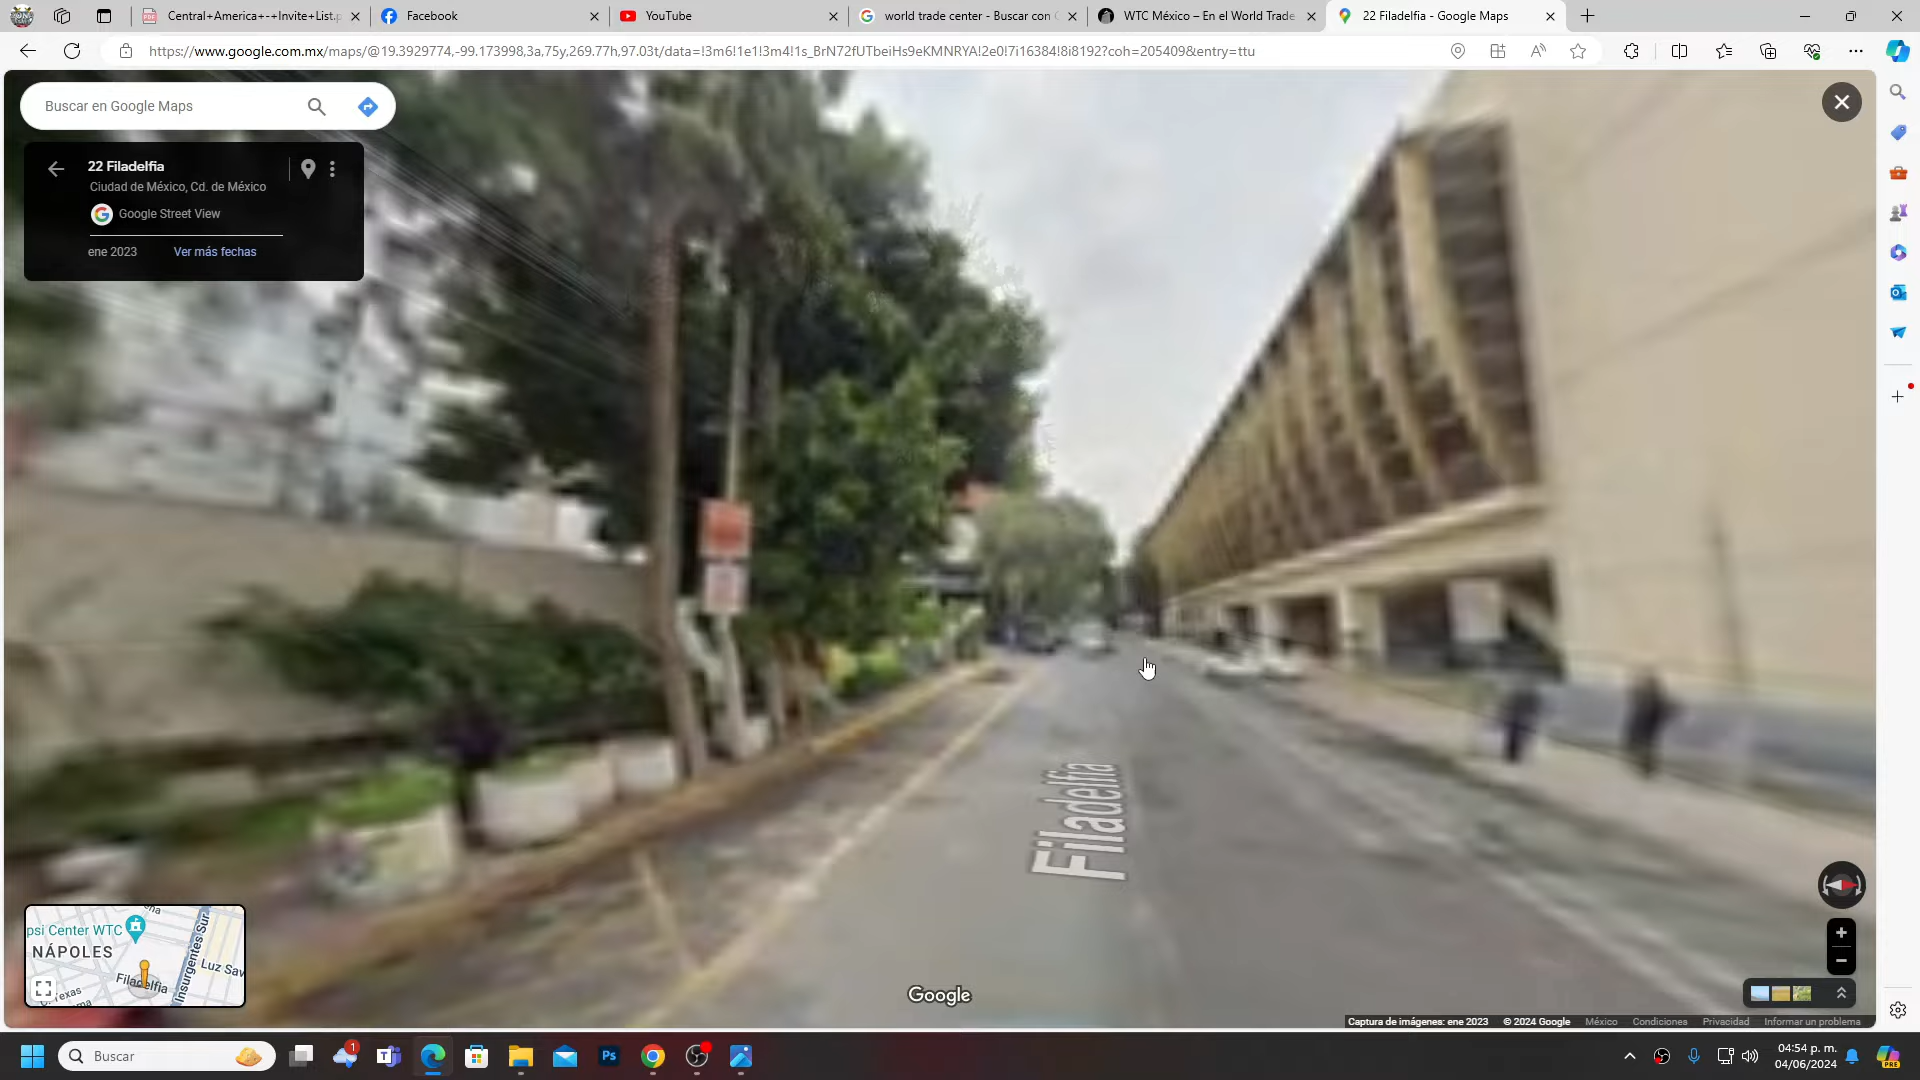 Central+America+-+Invite+List.p
Facebook
YouTube
world trade center - Buscar con G
WTC México – En el World Trade
22 Filadelfia - Google Maps
https://www.google.com.mx/maps/@19.3929774,-99.173998,3a,75y,269.77h,97.03t/data=!3m6!1e1!3m4!1s_BrN72fUTbeiHs9eKMNRYA!2e0!7i16384!8i8192?coh=205409&entry=ttu
Buscar en Google Maps
22 Filadelfia
Ciudad de México, Cd. de México
Google Street View
ene 2023 Ver más fechas
Filadelfia
psi Center WTC
NÁPOLES
Filadelfia
Insurgentes Sur
Luz Sav
Texas
Google
Captura de imágenes: ene 2023 © 2024 Google México Condiciones Privacidad Informar un problema
Buscar
1
Ps
PRE
04:54 p. m.
04/06/2024